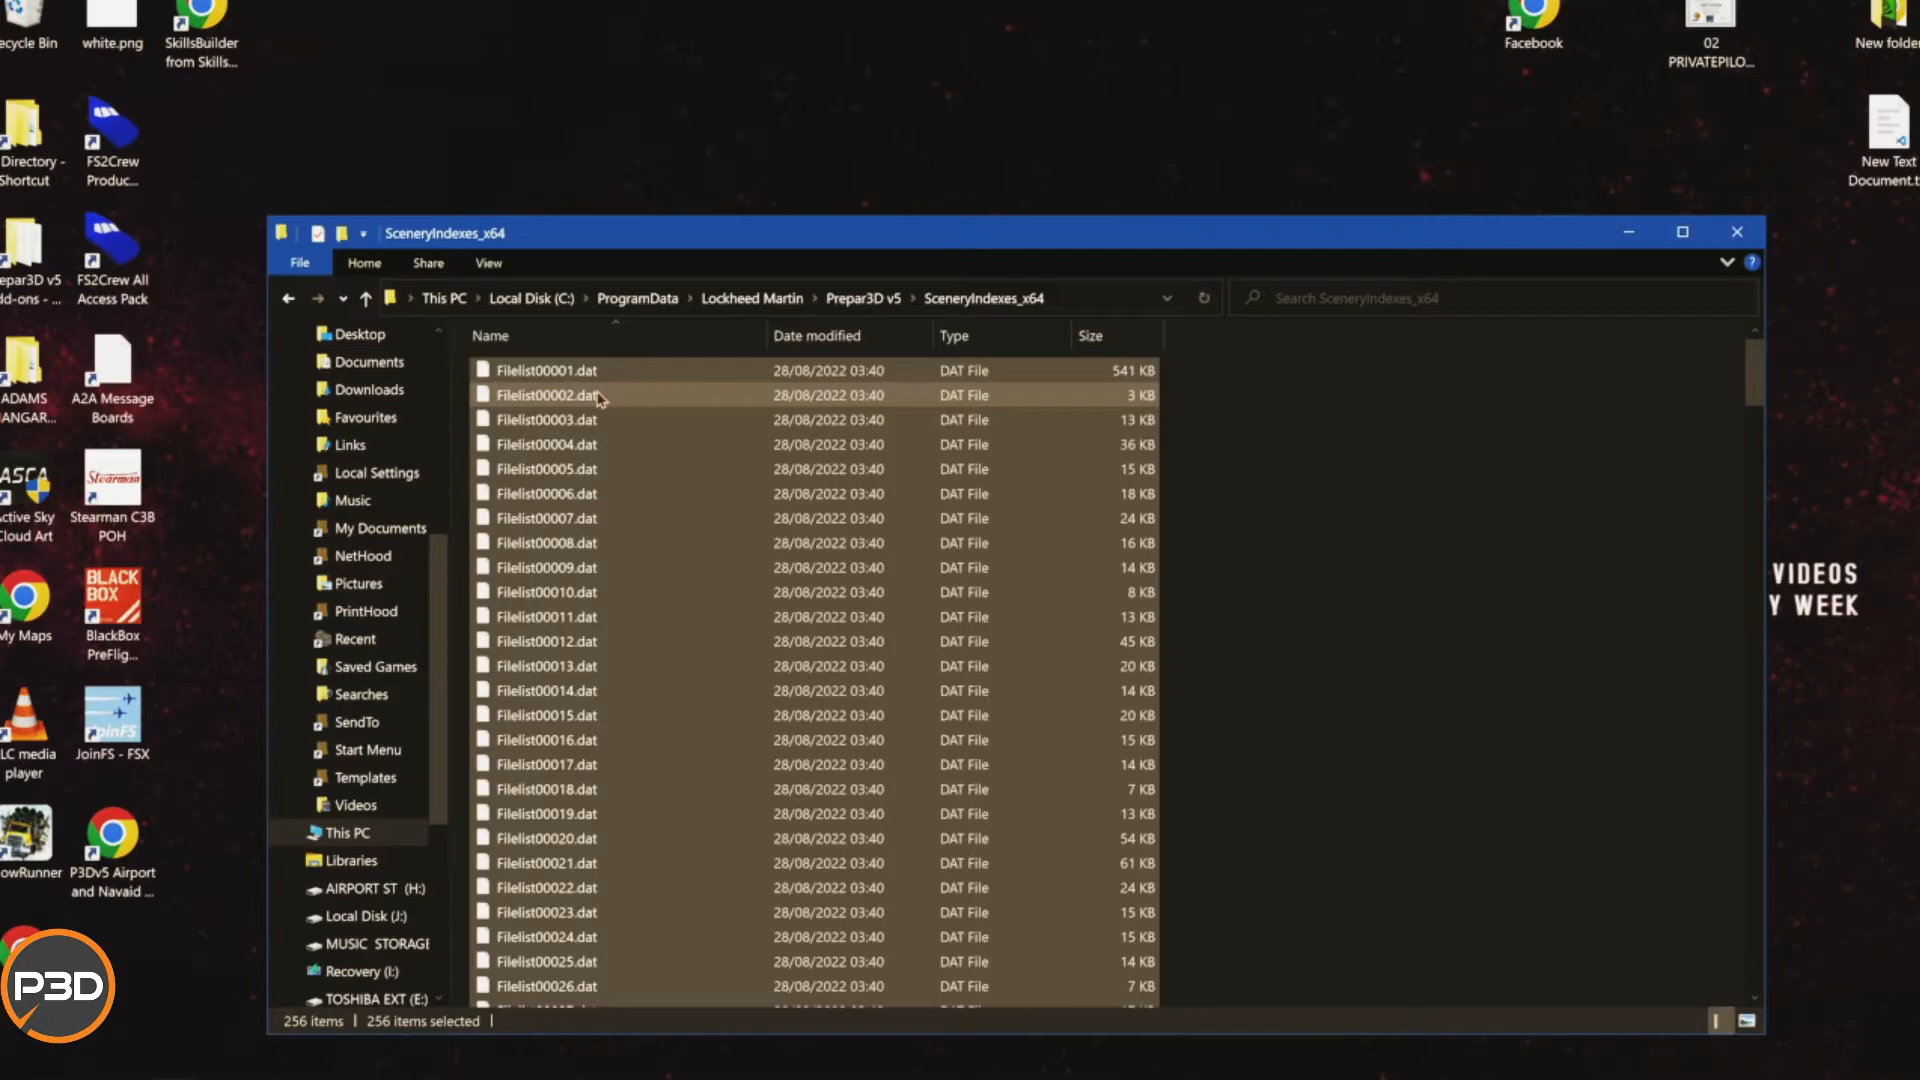 ecycle Bin
white.png
SkillsBuilder
from Skills...
Facebook
02
PRIVATEPILO...
New folder
Directory -
Shortcut
FS2Crew
Produc...
New Text
Document.t
epar3D v5
dd-ons - ...
FS2Crew All
Access Pack
ADAMS
HANGAR...
A2A Message
Boards
ASCA
Active Sky
Cloud Art
Stearman
Stearman C3B
POH
My Maps
BLACK
BOX
BlackBox
PreFlig...
LC media
player
JoinFS
JoinFS - FSX
owRunner
P3Dv5 Airport
and Navaid ...
P3D
VIDEOS
Y WEEK
SceneryIndexes_x64
File
Home
Share
View
This PC > Local Disk (C:) > ProgramData > Lockheed Martin > Prepar3D v5 > SceneryIndexes_x64
Search SceneryIndexes_x64
Desktop
Documents
Downloads
Favourites
Links
Local Settings
Music
My Documents
NetHood
Pictures
PrintHood
Recent
Saved Games
Searches
SendTo
Start Menu
Templates
Videos
This PC
Libraries
AIRPORT ST (H:)
Local Disk (J:)
MUSIC STORAGE
Recovery (I:)
TOSHIBA EXT (E:)
Name Date modified Type Size
Filelist00001.dat 28/08/2022 03:40 DAT File 541 KB
Filelist00002.dat 28/08/2022 03:40 DAT File 3 KB
Filelist00003.dat 28/08/2022 03:40 DAT File 13 KB
Filelist00004.dat 28/08/2022 03:40 DAT File 36 KB
Filelist00005.dat 28/08/2022 03:40 DAT File 15 KB
Filelist00006.dat 28/08/2022 03:40 DAT File 18 KB
Filelist00007.dat 28/08/2022 03:40 DAT File 24 KB
Filelist00008.dat 28/08/2022 03:40 DAT File 16 KB
Filelist00009.dat 28/08/2022 03:40 DAT File 14 KB
Filelist00010.dat 28/08/2022 03:40 DAT File 8 KB
Filelist00011.dat 28/08/2022 03:40 DAT File 13 KB
Filelist00012.dat 28/08/2022 03:40 DAT File 45 KB
Filelist00013.dat 28/08/2022 03:40 DAT File 20 KB
Filelist00014.dat 28/08/2022 03:40 DAT File 14 KB
Filelist00015.dat 28/08/2022 03:40 DAT File 20 KB
Filelist00016.dat 28/08/2022 03:40 DAT File 15 KB
Filelist00017.dat 28/08/2022 03:40 DAT File 14 KB
Filelist00018.dat 28/08/2022 03:40 DAT File 7 KB
Filelist00019.dat 28/08/2022 03:40 DAT File 13 KB
Filelist00020.dat 28/08/2022 03:40 DAT File 54 KB
Filelist00021.dat 28/08/2022 03:40 DAT File 61 KB
Filelist00022.dat 28/08/2022 03:40 DAT File 24 KB
Filelist00023.dat 28/08/2022 03:40 DAT File 15 KB
Filelist00024.dat 28/08/2022 03:40 DAT File 15 KB
Filelist00025.dat 28/08/2022 03:40 DAT File 14 KB
Filelist00026.dat 28/08/2022 03:40 DAT File 7 KB
256 items | 256 items selected |